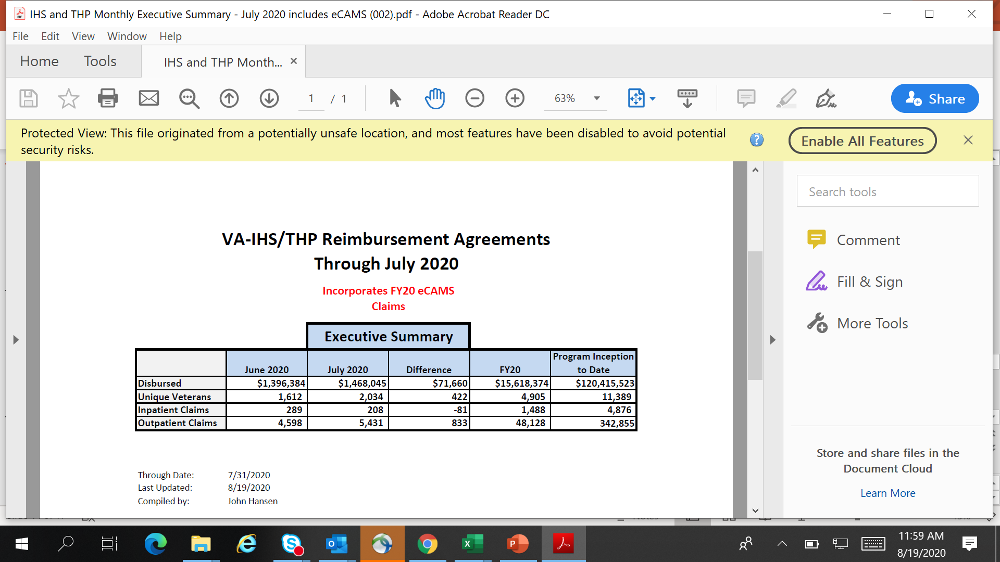 IHS and THP Monthly Executive Summary - July 2020 includes eCAMS (002).pdf - Adobe Acrobat Reader DC
File Edit View Window Help
Home Tools IHS and THP Month... ×
1 / 1 63% Share
Protected View: This file originated from a potentially unsafe location, and most features have been disabled to avoid potential
security risks.
Enable All Features
Search tools
Comment
Fill & Sign
More Tools
Store and share files in the
Document Cloud
Learn More
VA-IHS/THP Reimbursement Agreements
Through July 2020
Incorporates FY20 eCAMS
Claims
Executive Summary
June 2020 July 2020 Difference FY20 Program Inception to Date
Disbursed $1,396,384 $1,468,045 $71,660 $15,618,374 $120,415,523
Unique Veterans 1,612 2,034 422 4,905 11,389
Inpatient Claims 289 208 -81 1,488 4,876
Outpatient Claims 4,598 5,431 833 48,128 342,855
Through Date: 7/31/2020
Last Updated: 8/19/2020
Compiled by: John Hansen
11:59 AM
8/19/2020